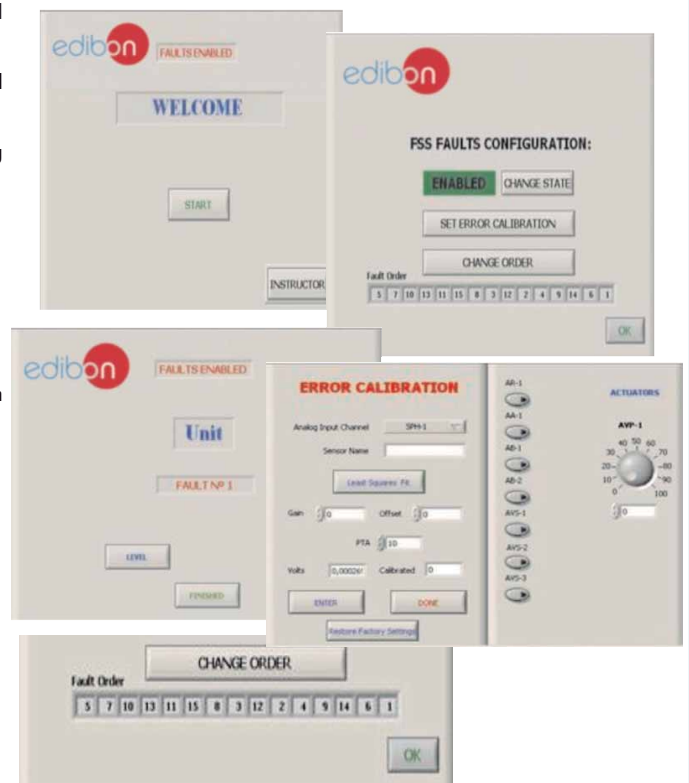 edibon
FAULTS ENABLED
WELCOME
START
INSTRUCTOR
edibon
FSS FAULTS CONFIGURATION:
ENABLED CHANGE STATE
SET ERROR CALIBRATION
CHANGE ORDER
Fault Order
5 7 10 13 11 15 8 3 12 2 4 9 14 6 1
OK
edibon
FAULTS ENABLED
Unit
FAULT Nº 1
LEVEL
FINISHED
ERROR CALIBRATION
Analog Input Channel SPH-1
Sensor Name
Least Squares Fit
Gain 0 Offset 0
PTA 10
Volts 0,00026 Calibrated 0
ENTER DONE
Restore Factory Settings
AR-1
AA-1
AB-1
AB-2
AVS-1
AVS-2
AVS-3
ACTUATORS
AVP-1
0 10 20 30 40 50 60 70 80 90 100
0
CHANGE ORDER
Fault Order
5 7 10 13 11 15 8 3 12 2 4 9 14 6 1
OK